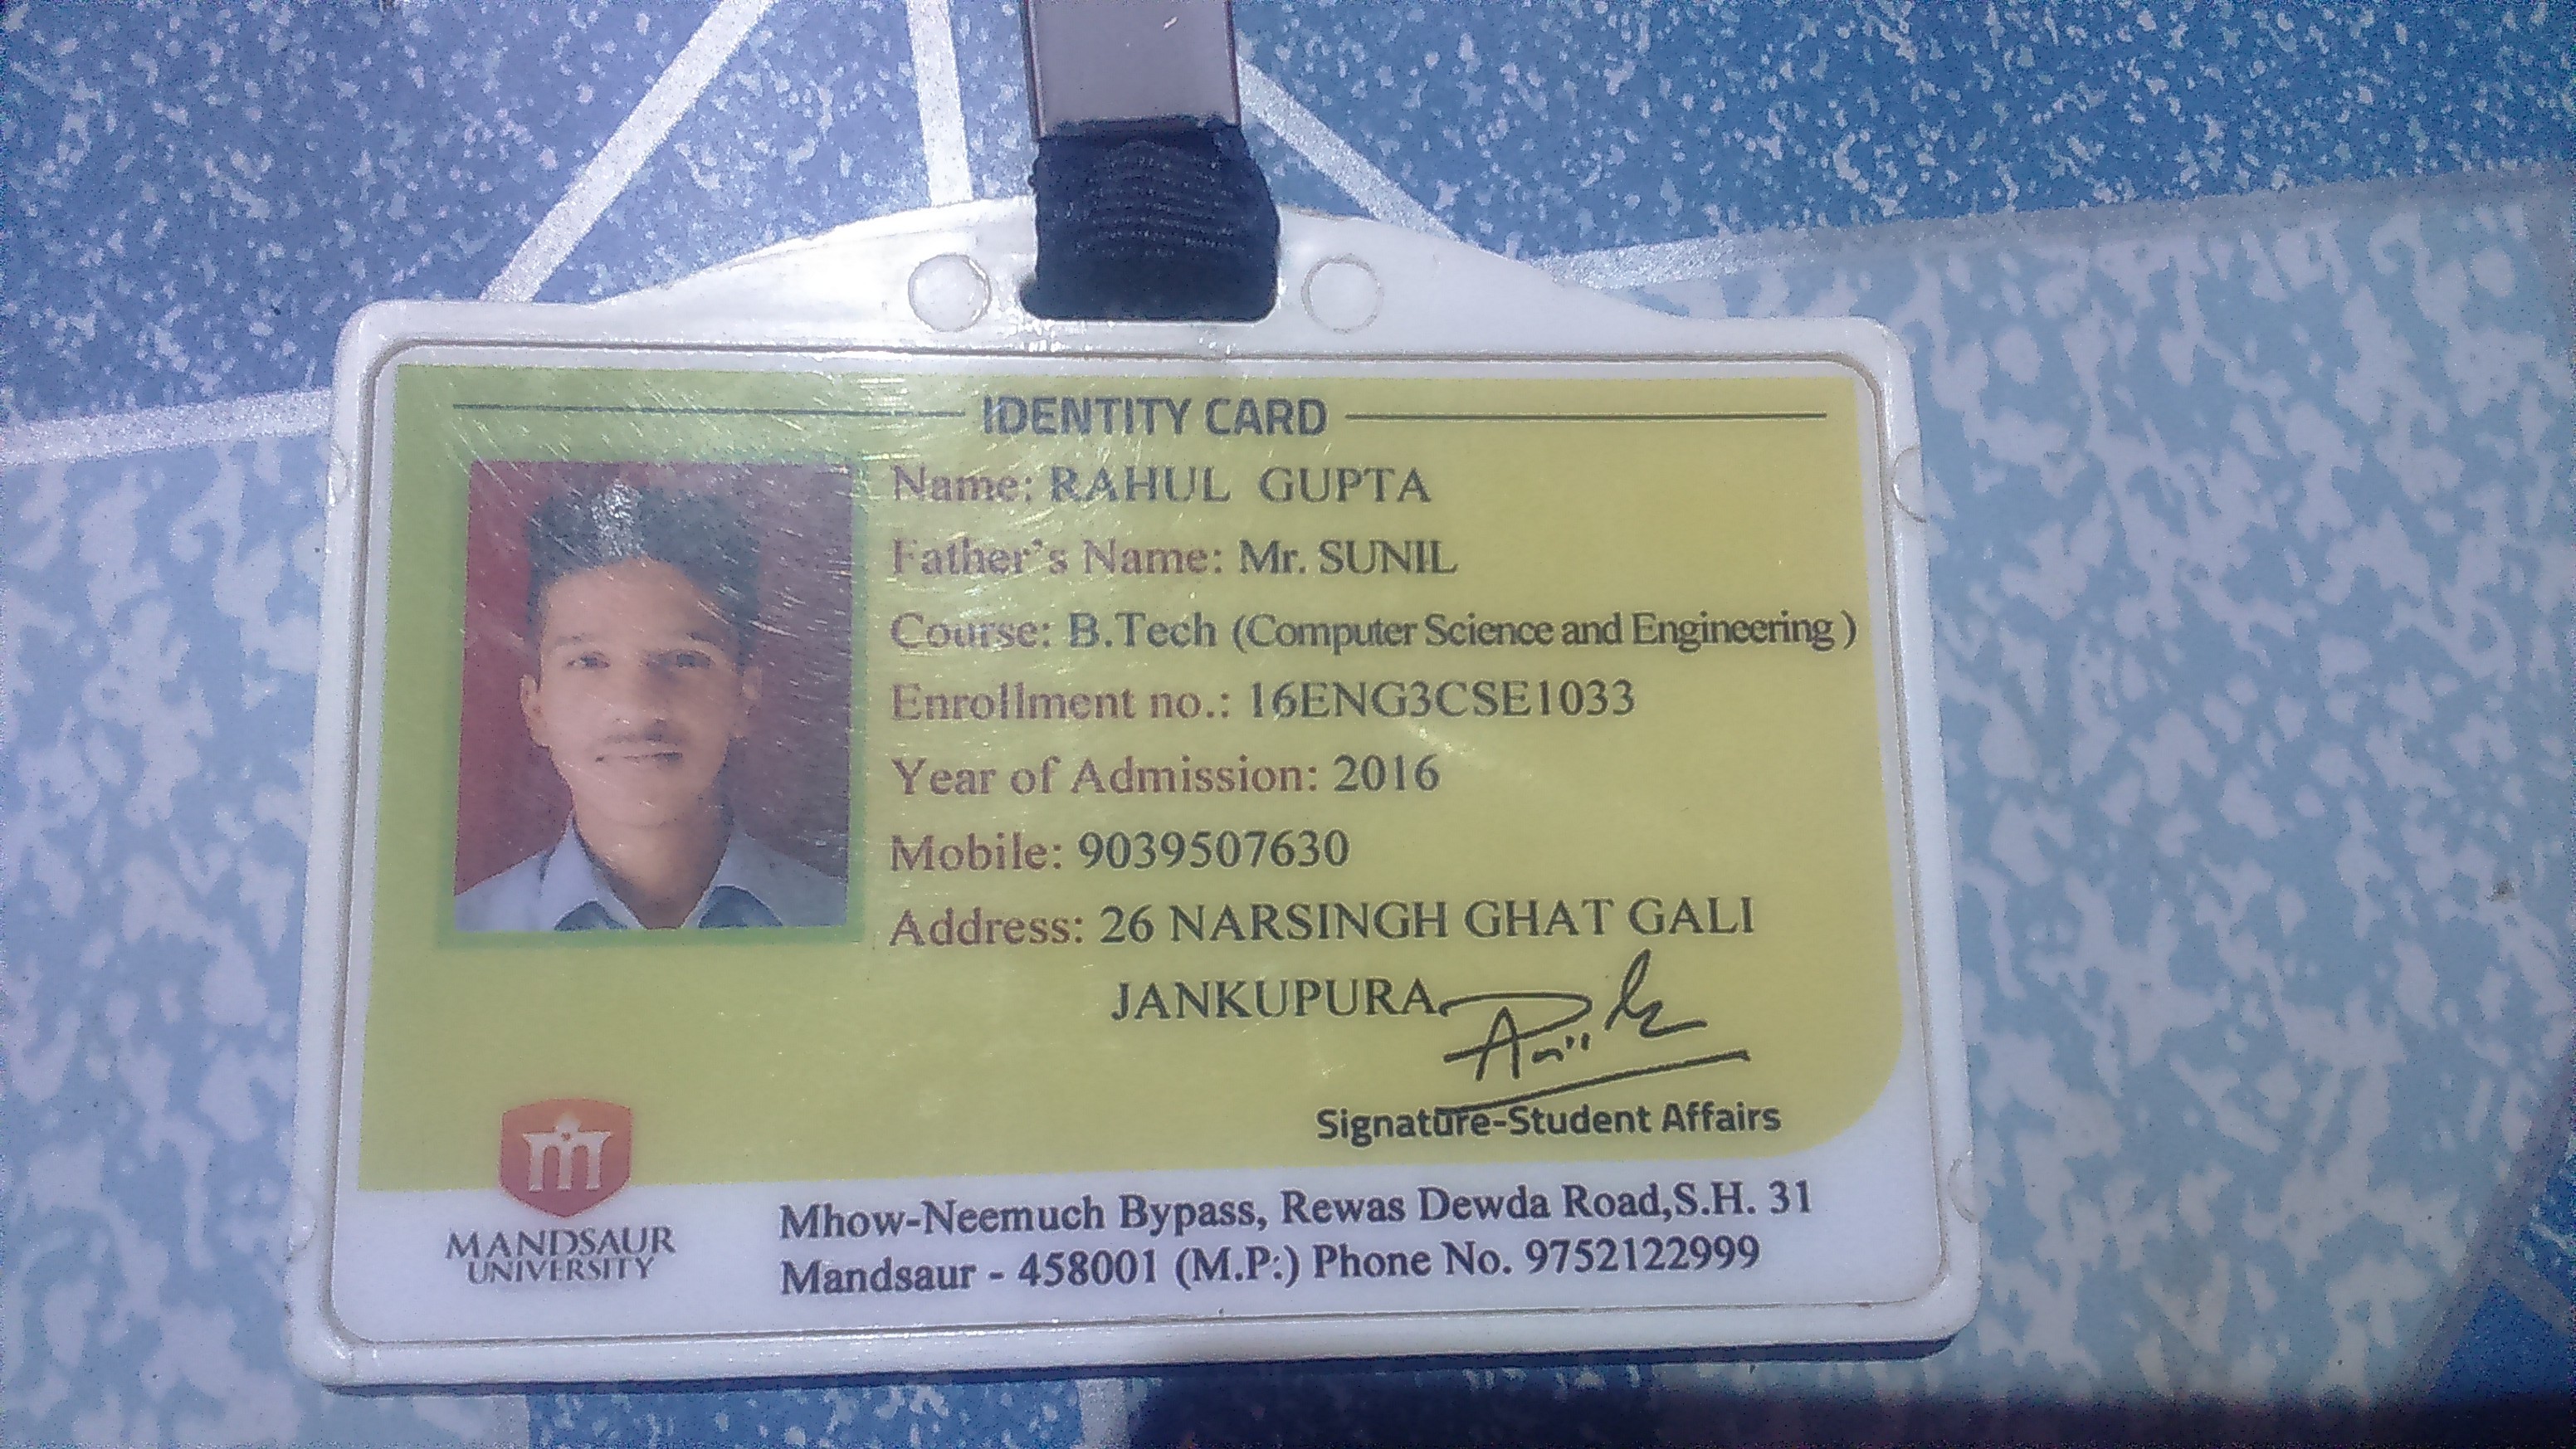 IDENTITY CARD
Name: RAHUL GUPTA
Father's Name: Mr. SUNIL
Course: B.Tech (Computer Science and Engineering )
Enrollment no.: 16ENG3CSE1033
Year of Admission: 2016
Mobile: 9039507630
Address: 26 NARSINGH GHAT GALI
JANKUPURA
Signature-Student Affairs
MANDSAUR
UNIVERSITY
Mhow-Neemuch Bypass, Rewas Dewda Road,S.H. 31
Mandsaur - 458001 (M.P.) Phone No. 9752122999